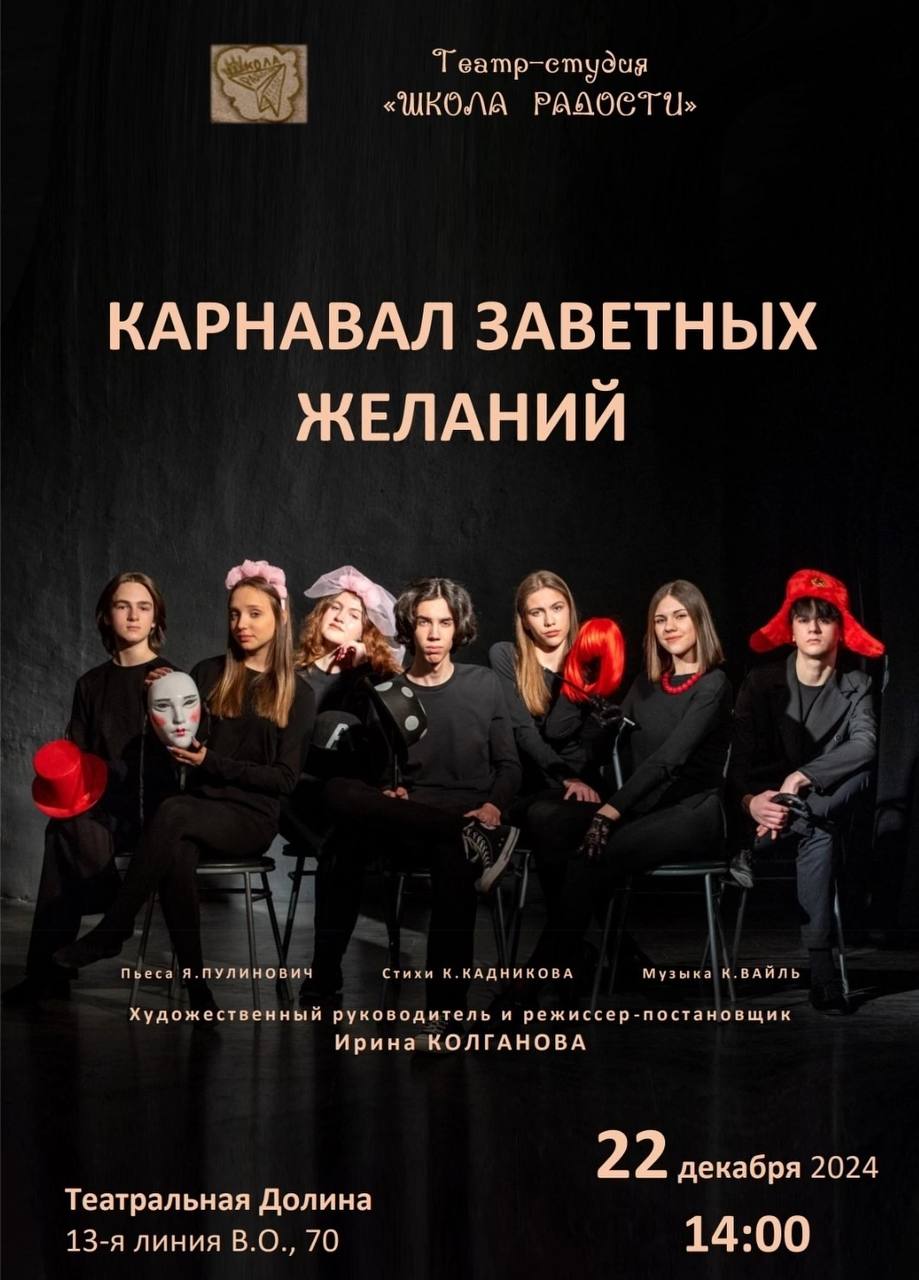 ШКОЛА
Театр-студия
«ШКОЛА РАДОСТИ»
КАРНАВАЛ ЗАВЕТНЫХ
ЖЕЛАНИЙ
Пьеса Я.ПУЛИНОВИЧ Стихи К.КАДНИКОВА Музыка К.ВАЙЛЬ
Художественный руководитель и режиссер-постановщик
Ирина КОЛГАНОВА
22 декабря 2024
Театральная Долина
14:00
13-я линия В.О., 70